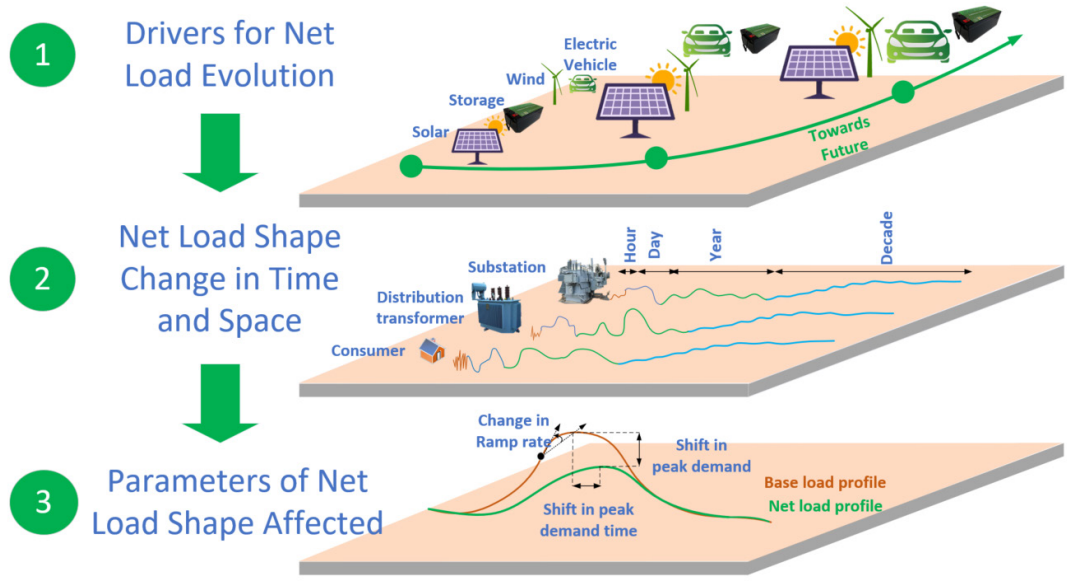 1
Drivers for Net
Load Evolution
Solar
Storage
Wind
Electric
Vehicle
Towards
Future
2
Net Load Shape
Change in Time
and Space
Substation
Distribution
transformer
Consumer
Hour
Day
Year
Decade
3
Parameters of Net
Load Shape Affected
Change in
Ramp rate
Shift in
peak demand
Shift in peak
demand time
Base load profile
Net load profile